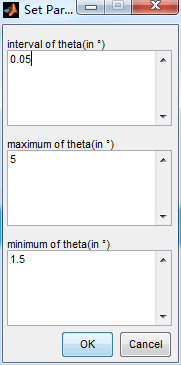 Set Par...
interval of theta(in °)
0.05
maximum of theta(in °)
5
minimum of theta(in °)
1.5
OK
Cancel